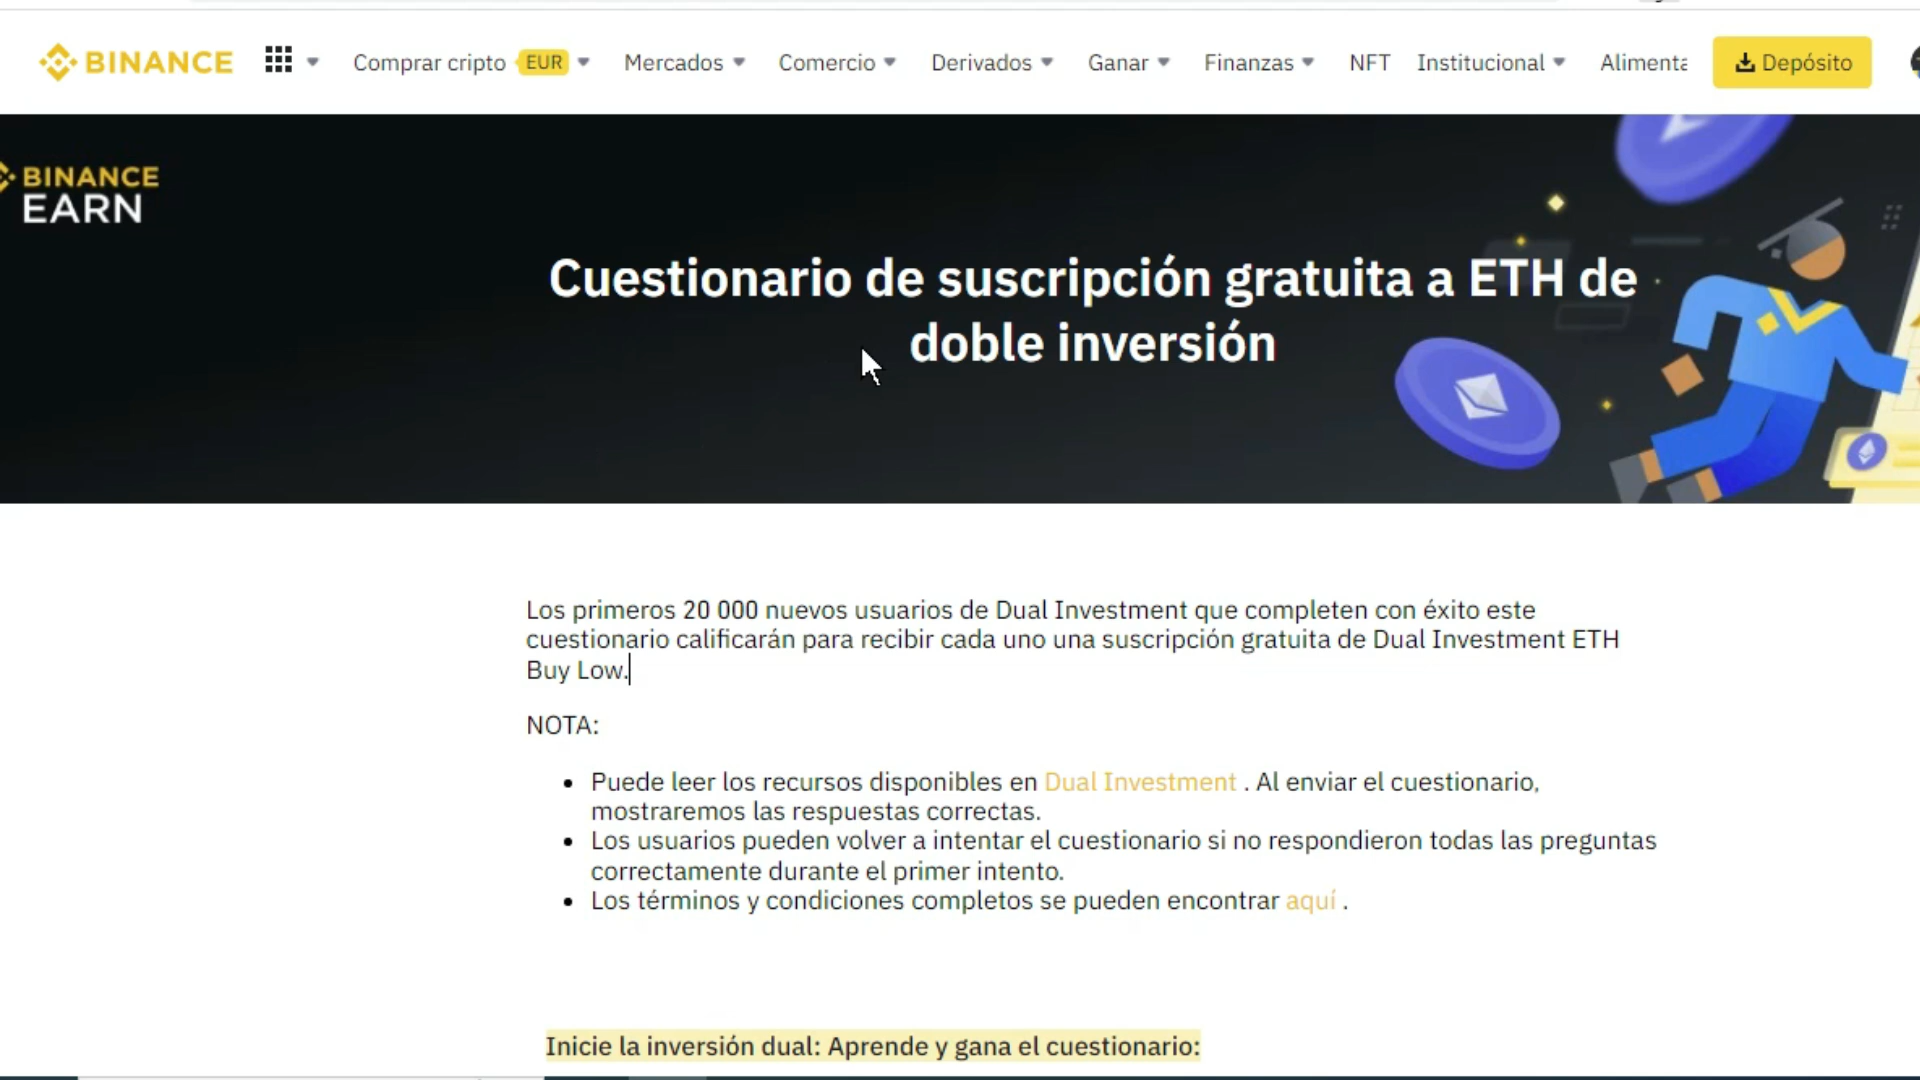 BINANCE Comprar cripto EUR Mercados Comercio Derivados Ganar Finanzas NFT Institucional Alimenta Depósito
BINANCE
EARN
Cuestionario de suscripción gratuita a ETH de
doble inversión
Los primeros 20 000 nuevos usuarios de Dual Investment que completen con éxito este
cuestionario calificarán para recibir cada uno una suscripción gratuita de Dual Investment ETH
Buy Low.
NOTA:
Puede leer los recursos disponibles en Dual Investment . Al enviar el cuestionario,
mostraremos las respuestas correctas.
Los usuarios pueden volver a intentar el cuestionario si no respondieron todas las preguntas
correctamente durante el primer intento.
Los términos y condiciones completos se pueden encontrar aquí .
Inicie la inversión dual: Aprende y gana el cuestionario: